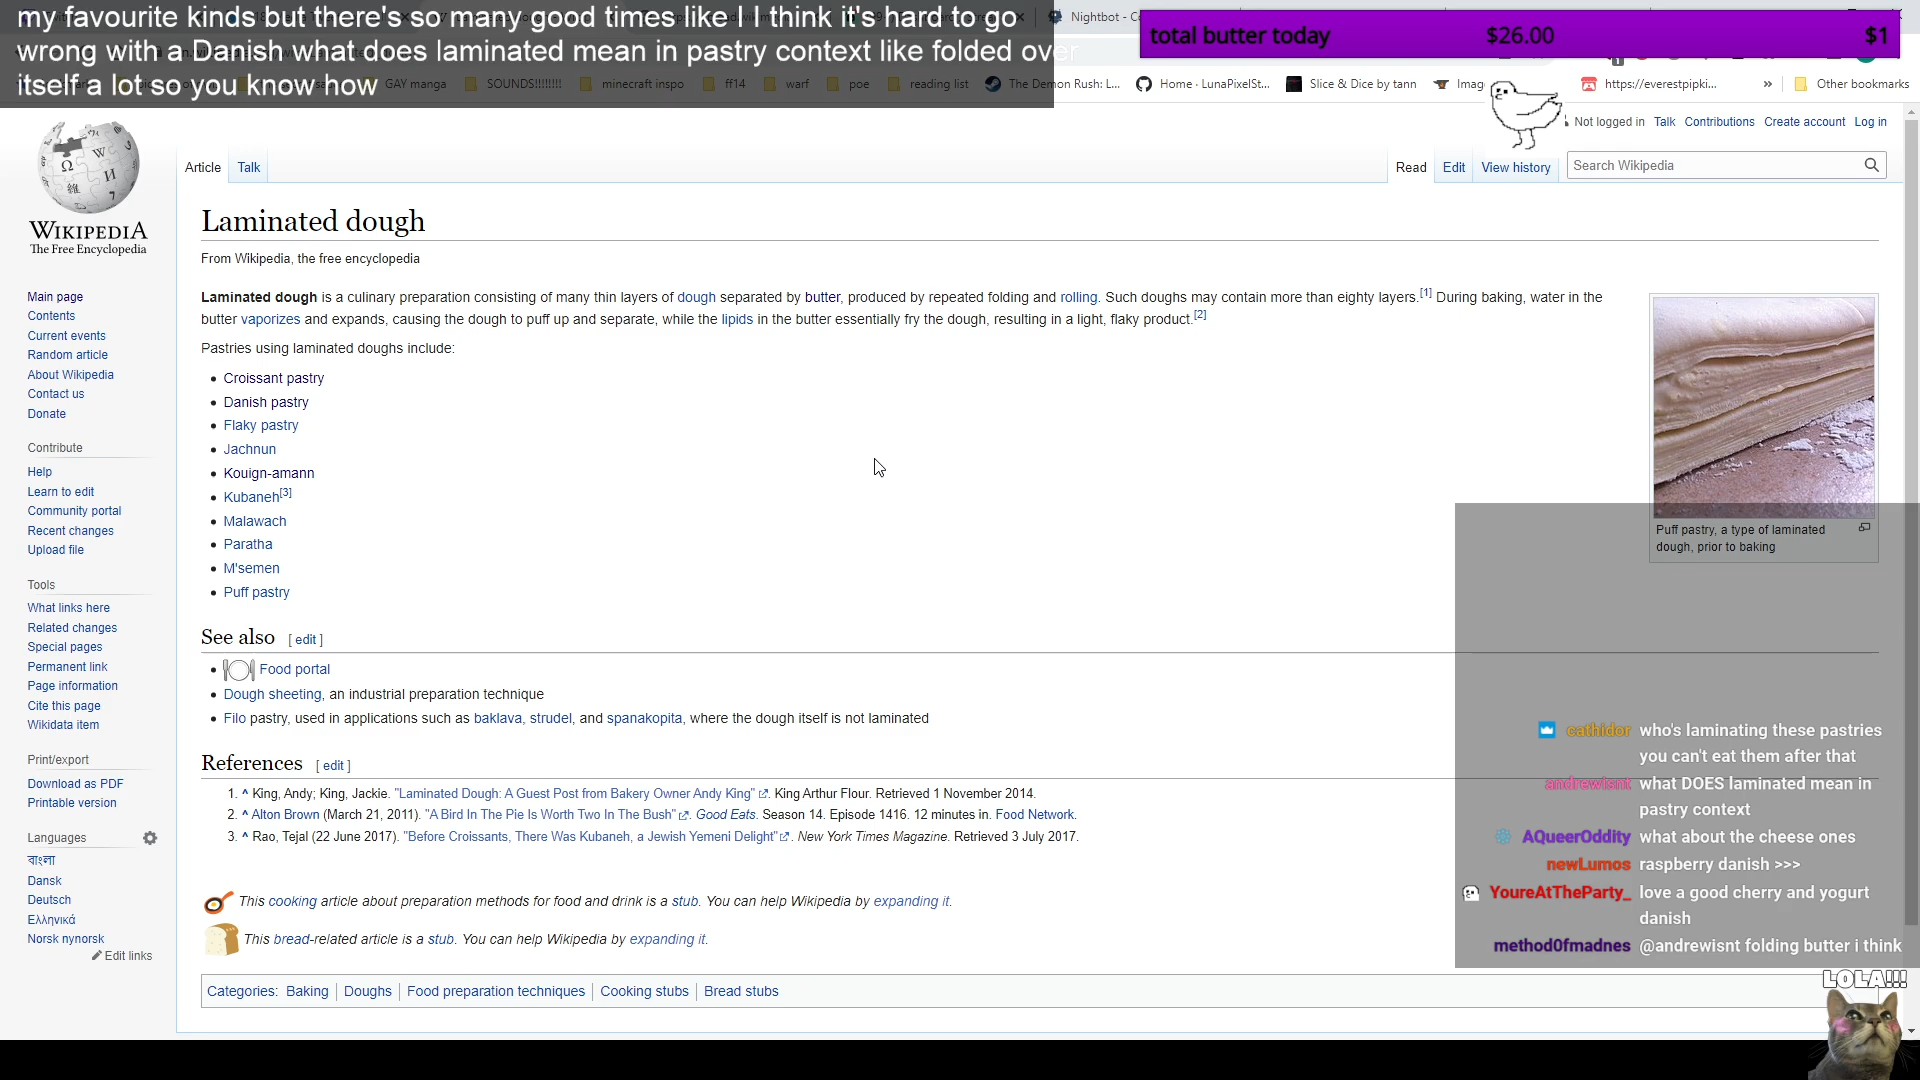 my favourite kinds but there's so many good times like I I think it's hard to go
wrong with a Danish what does laminated mean in pastry context like folded over
itself a lot so you know how
Nightbot - C
total butter today $26.00 $1
GAY manga SOUNDS!!!!!!!! minecraft inspo ff14 warf poe reading list The Demon Rush: L... Home · LunaPixelSt... Slice & Dice by tann Imag https://everestpipki... » Other bookmarks
Not logged in Talk Contributions Create account Log in
Article Talk Read Edit View history Search Wikipedia
WIKIPEDIA
The Free Encyclopedia
Main page
Contents
Current events
Random article
About Wikipedia
Contact us
Donate
Contribute
Help
Learn to edit
Community portal
Recent changes
Upload file
Tools
What links here
Related changes
Special pages
Permanent link
Page information
Cite this page
Wikidata item
Print/export
Download as PDF
Printable version
Languages
বাংলা
Dansk
Deutsch
Ελληνικά
Norsk nynorsk
Edit links
Laminated dough
From Wikipedia, the free encyclopedia
Laminated dough is a culinary preparation consisting of many thin layers of dough separated by butter, produced by repeated folding and rolling. Such doughs may contain more than eighty layers.[1] During baking, water in the
butter vaporizes and expands, causing the dough to puff up and separate, while the lipids in the butter essentially fry the dough, resulting in a light, flaky product.[2]
Pastries using laminated doughs include:
• Croissant pastry
• Danish pastry
• Flaky pastry
• Jachnun
• Kouign-amann
• Kubaneh[3]
• Malawach
• Paratha
• M'semen
• Puff pastry
Puff pastry, a type of laminated
dough, prior to baking
See also [ edit ]
• Food portal
• Dough sheeting, an industrial preparation technique
• Filo pastry, used in applications such as baklava, strudel, and spanakopita, where the dough itself is not laminated
References [ edit ]
1. ^ King, Andy; King, Jackie. "Laminated Dough: A Guest Post from Bakery Owner Andy King". King Arthur Flour. Retrieved 1 November 2014.
2. ^ Alton Brown (March 21, 2011). "A Bird In The Pie Is Worth Two In The Bush". Good Eats. Season 14. Episode 1416. 12 minutes in. Food Network.
3. ^ Rao, Tejal (22 June 2017). "Before Croissants, There Was Kubaneh, a Jewish Yemeni Delight". New York Times Magazine. Retrieved 3 July 2017.
This cooking article about preparation methods for food and drink is a stub. You can help Wikipedia by expanding it.
This bread-related article is a stub. You can help Wikipedia by expanding it.
Categories: Baking | Doughs | Food preparation techniques | Cooking stubs | Bread stubs
cathidor who's laminating these pastries
you can't eat them after that
andrewisnt what DOES laminated mean in
pastry context
AQueerOddity what about the cheese ones
newLumos raspberry danish >>>
YoureAtTheParty_ love a good cherry and yogurt
danish
method0fmadnes @andrewisnt folding butter i think
LOLA!!!